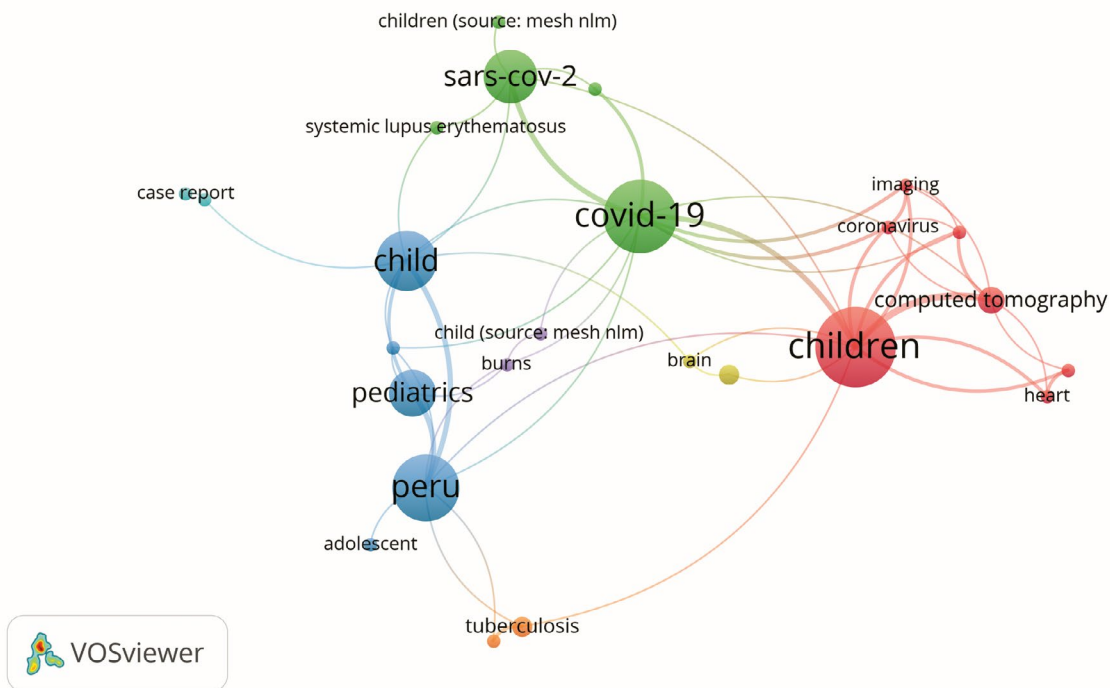 children (source: mesh nlm)
sars-cov-2
systemic lupus erythematosus
case report
imaging
covid-19
coronavirus
child
computed tomography
child (source: mesh nlm)
children
burns
brain
pediatrics
heart
peru
adolescent
tuberculosis
VOSviewer